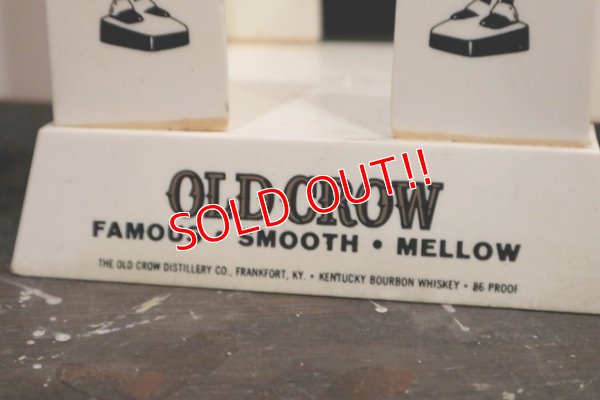 OLD CROW
SOLD OUT!!
FAMOUS • SMOOTH • MELLOW
THE OLD CROW DISTILLERY CO., FRANKFORT, KY. • KENTUCKY BOURBON WHISKEY • 86 PROOF